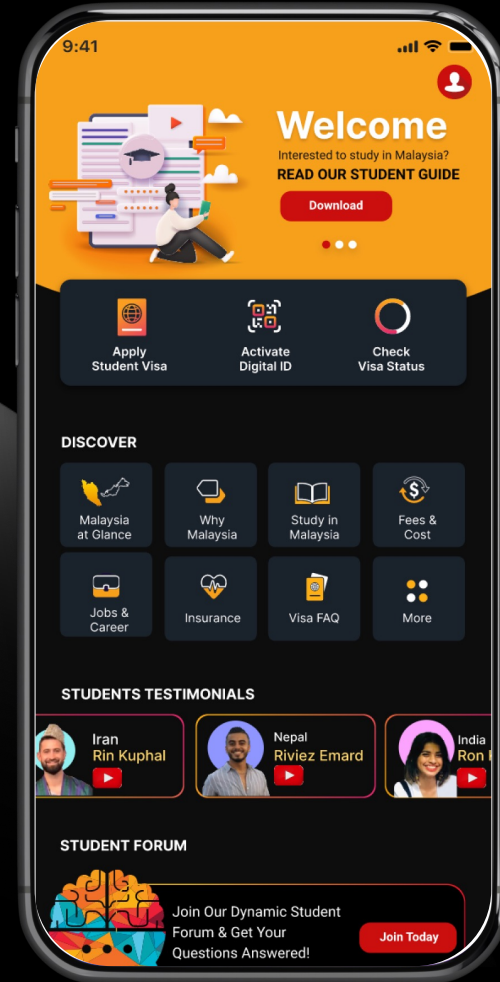 9:41
Welcome
Interested to study in Malaysia?
READ OUR STUDENT GUIDE
Download
Apply
Student Visa
Activate
Digital ID
Check
Visa Status
DISCOVER
Malaysia
at Glance
Why
Malaysia
Study in
Malaysia
Fees &
Cost
Jobs &
Career
Insurance
Visa FAQ
More
STUDENTS TESTIMONIALS
Iran
Rin Kuphal
Nepal
Riviez Emard
India
Ron
STUDENT FORUM
Join Our Dynamic Student
Forum & Get Your
Questions Answered!
Join Today